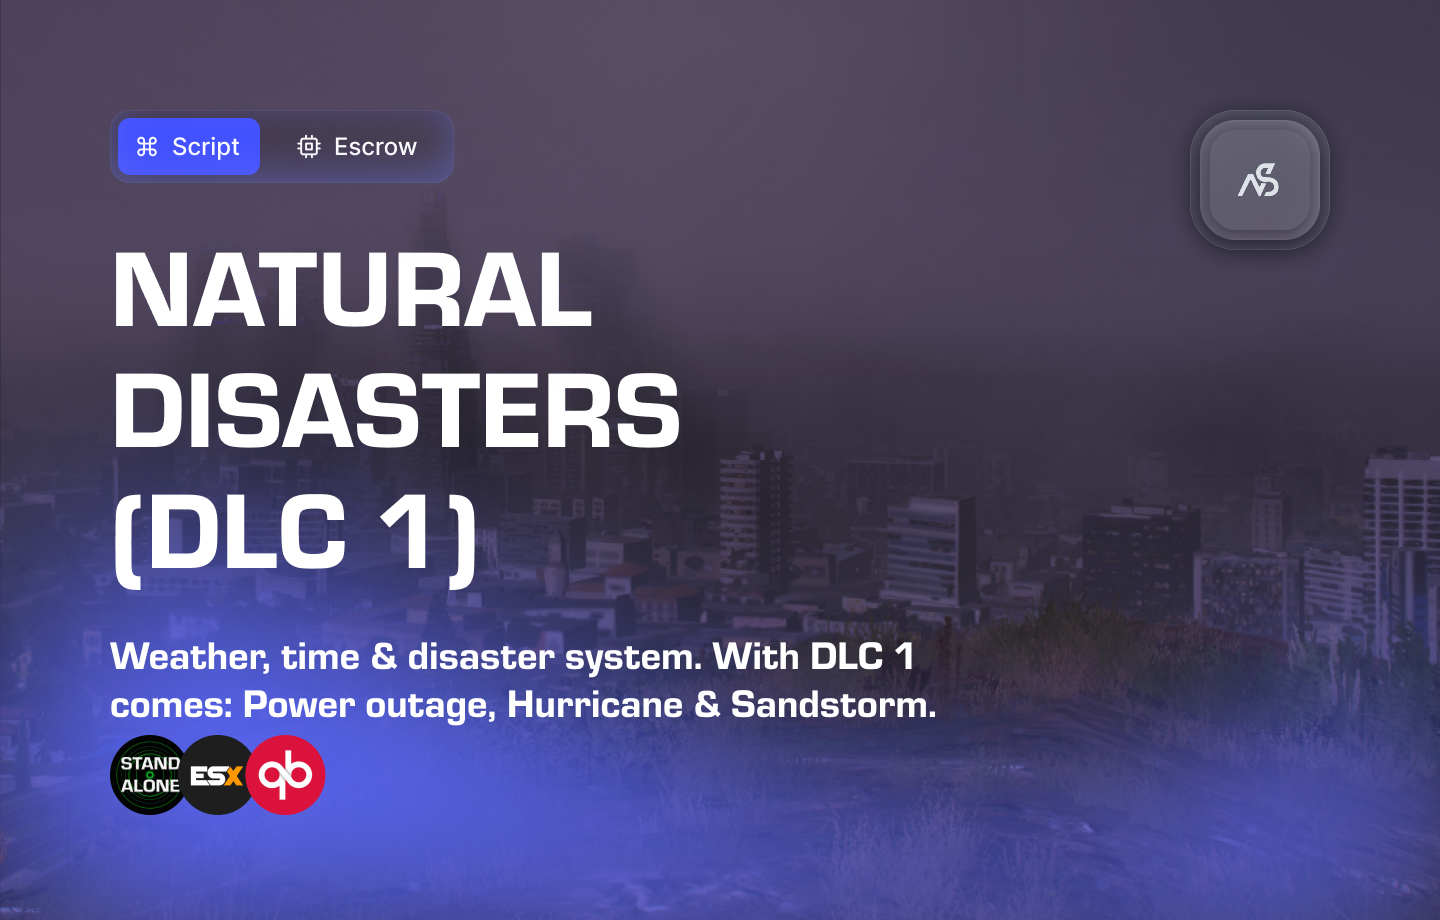 Script
Escrow
NATURAL
DISASTERS
(DLC 1)
Weather, time & disaster system. With DLC 1
comes: Power outage, Hurricane & Sandstorm.
STAND
ALONE
ESX
qb